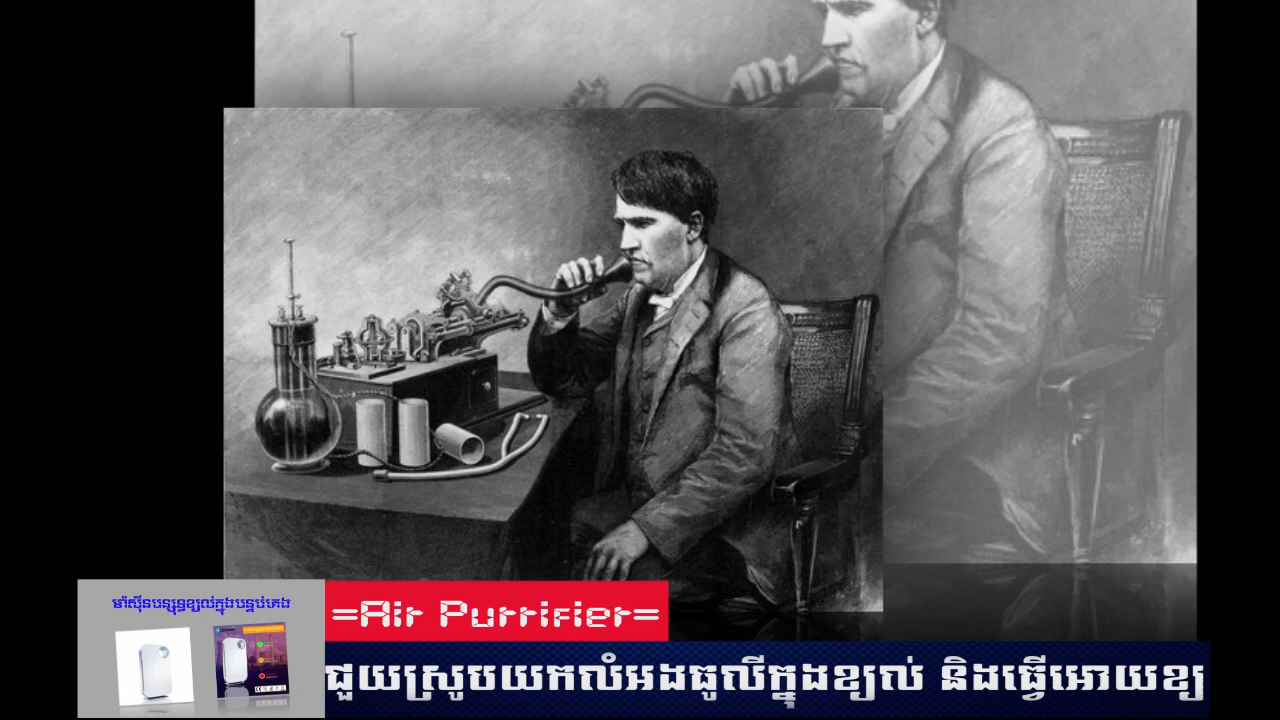 ម៉ាស៊ីនបន្សុទ្ធខ្យល់ក្នុងបន្ទប់គេង
=Air Purrifier=
ជួយស្រូបយកលំអងធូលីក្នុងខ្យល់ និងធ្វើអោយខ្យ